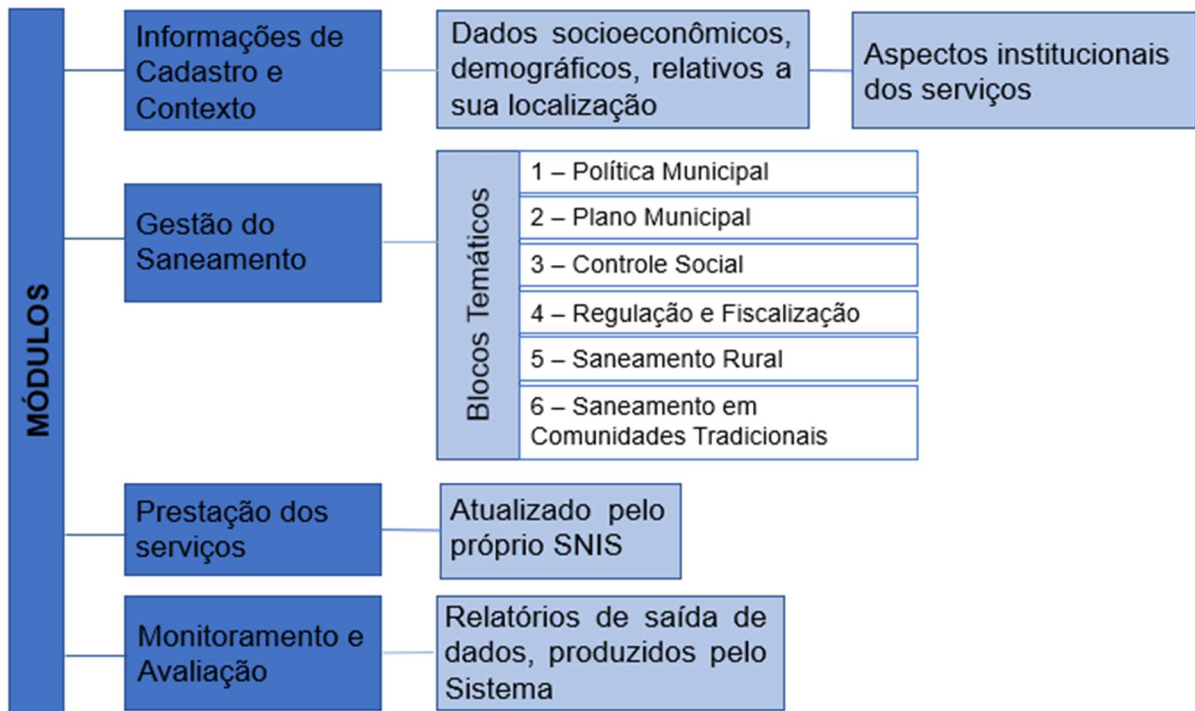 MÓDULOS
Informações de
Cadastro e
Contexto
Dados socioeconômicos,
demográficos, relativos a
sua localização
Aspectos institucionais
dos serviços
Gestão do
Saneamento
Blocos Temáticos
1 – Política Municipal
2 – Plano Municipal
3 – Controle Social
4 – Regulação e Fiscalização
5 – Saneamento Rural
6 – Saneamento em
Comunidades Tradicionais
Prestação dos
serviços
Atualizado pelo
próprio SNIS
Monitoramento e
Avaliação
Relatórios de saída de
dados, produzidos pelo
Sistema